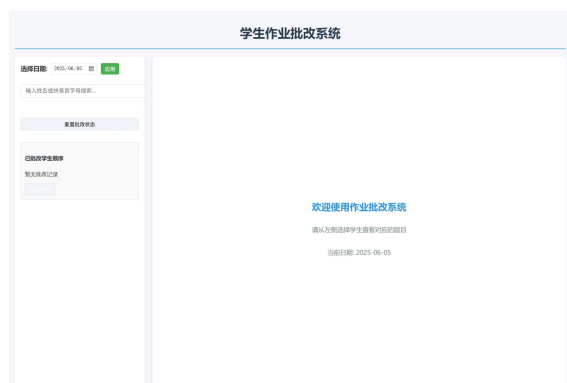 学生作业批改系统
选择日期: 2025/06/05 应用
输入姓名或拼音首字母搜索...
重置批改状态
已批改学生顺序
暂无批改记录
欢迎使用作业批改系统
请从左侧选择学生查看对应的题目
当前日期: 2025-06-05